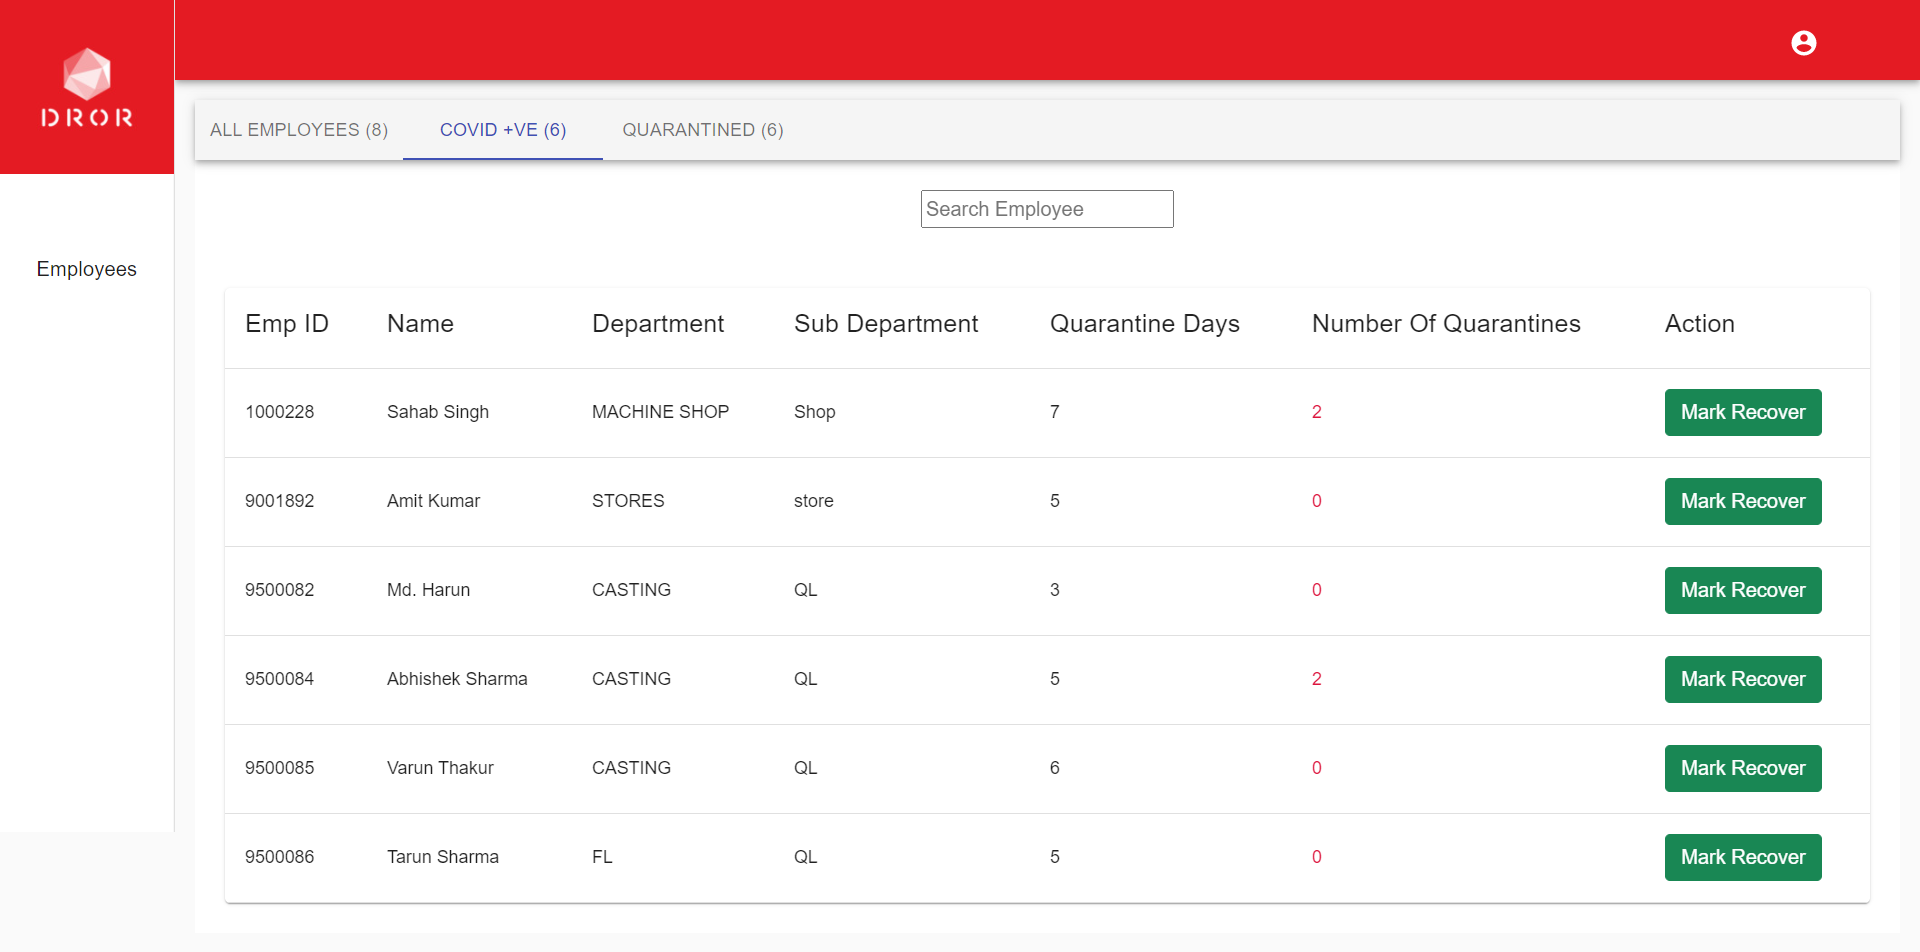 DROR
ALL EMPLOYEES (8) COVID +VE (6) QUARANTINED (6)
Search Employee
Employees
Emp ID Name Department Sub Department Quarantine Days Number Of Quarantines Action
1000228 Sahab Singh MACHINE SHOP Shop 7 2 Mark Recover
9001892 Amit Kumar STORES store 5 0 Mark Recover
9500082 Md. Harun CASTING QL 3 0 Mark Recover
9500084 Abhishek Sharma CASTING QL 5 2 Mark Recover
9500085 Varun Thakur CASTING QL 6 0 Mark Recover
9500086 Tarun Sharma FL QL 5 0 Mark Recover